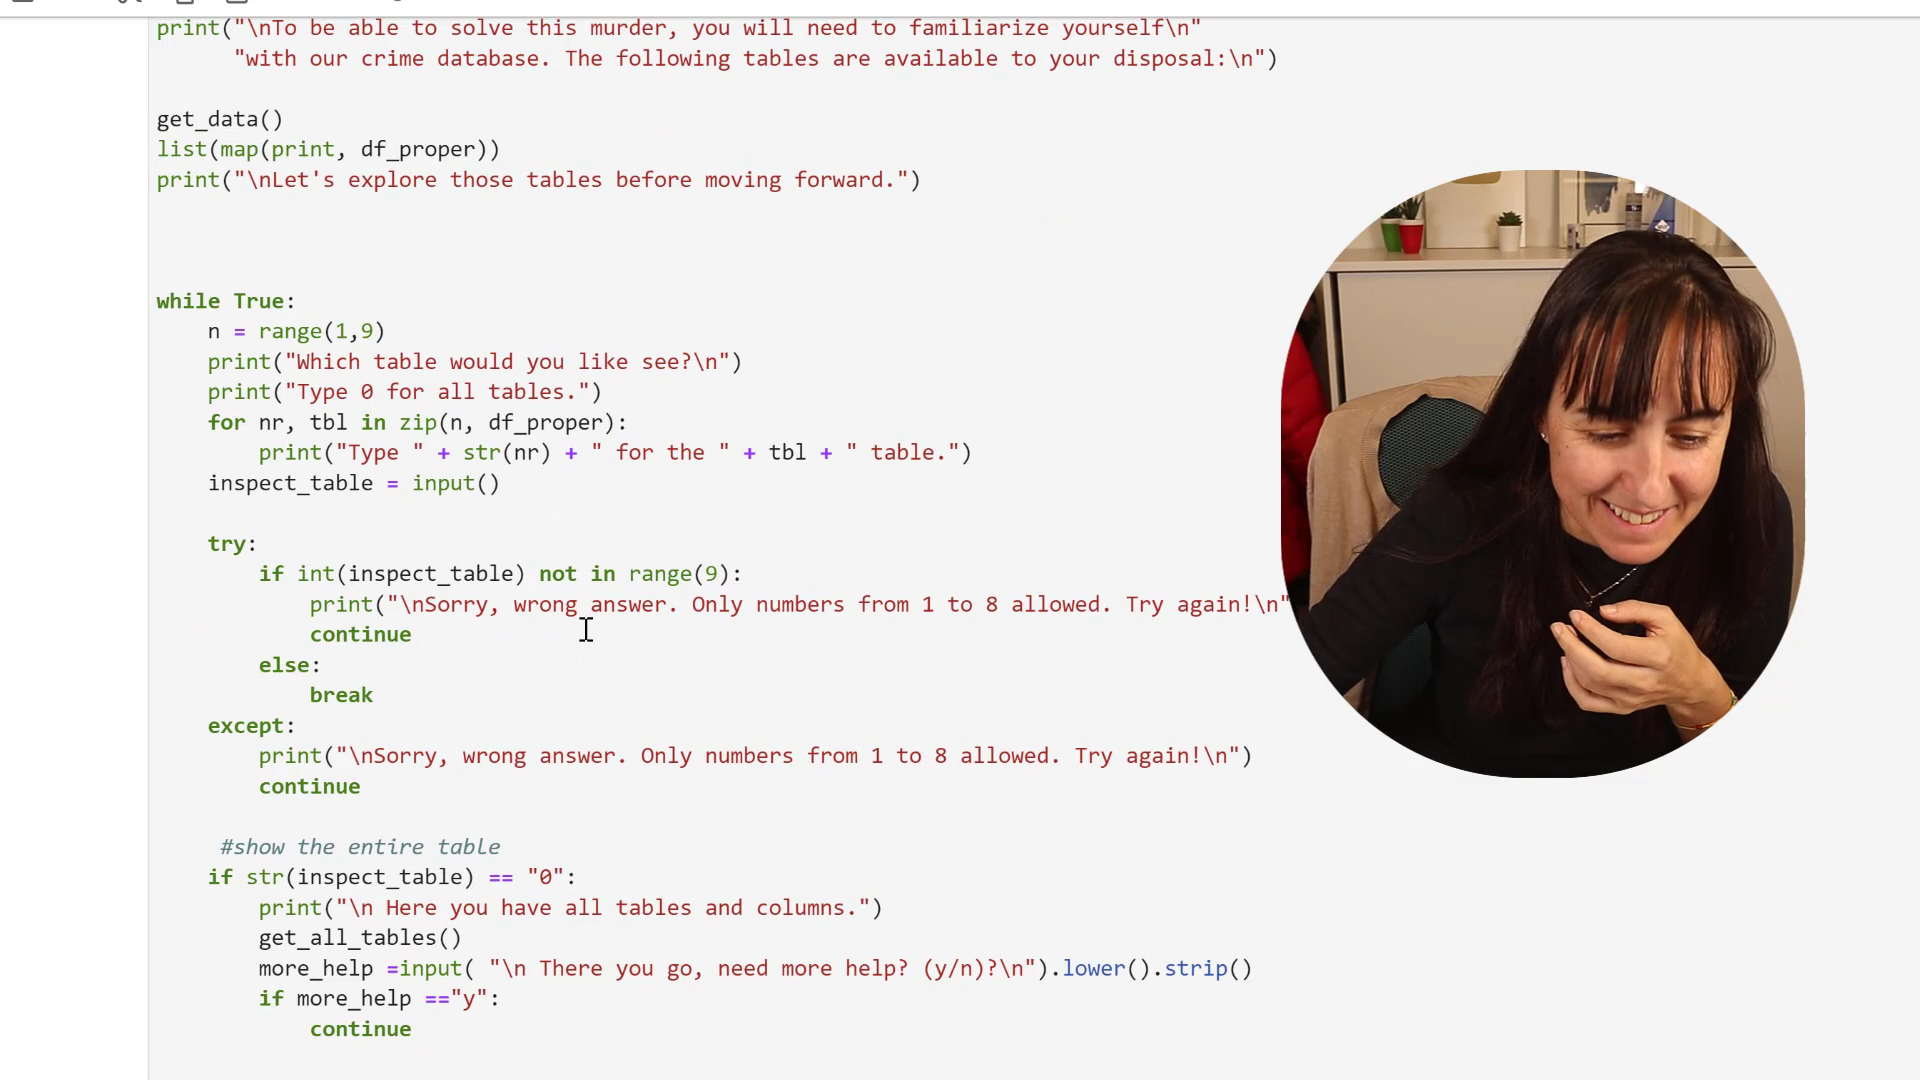 print("\nTo be able to solve this murder, you will need to familiarize yourself\n"
"with our crime database. The following tables are available to your disposal:\n")
get_data()
list(map(print, df_proper))
print("\nLet's explore those tables before moving forward.")
while True:
n = range(1,9)
print("Which table would you like see?\n")
print("Type 0 for all tables.")
for nr, tbl in zip(n, df_proper):
print("Type " + str(nr) + " for the " + tbl + " table.")
inspect_table = input()
try:
if int(inspect_table) not in range(9):
print("\nSorry, wrong answer. Only numbers from 1 to 8 allowed. Try again!\n"
continue
else:
break
except:
print("\nSorry, wrong answer. Only numbers from 1 to 8 allowed. Try again!\n")
continue
#show the entire table
if str(inspect_table) == "0":
print("\n Here you have all tables and columns.")
get_all_tables()
more_help =input( "\n There you go, need more help? (y/n)?\n").lower().strip()
if more_help =="y":
continue